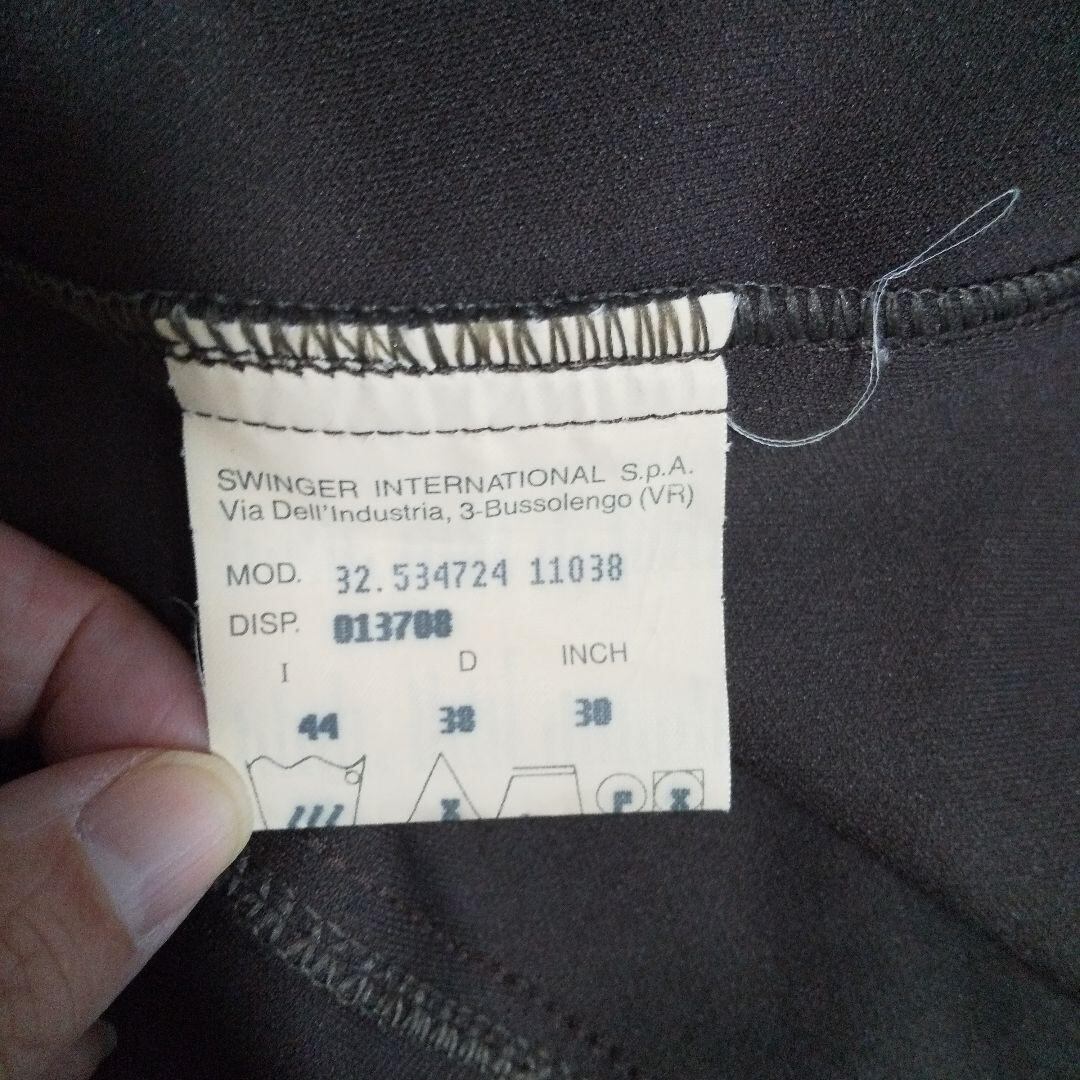 SWINGER INTERNATIONAL S.p.A.
Via Dell'Industria, 3-Bussolengo (VR)
MOD. 32.534724 11038
DISP. 013708
I D INCH
44 38 30